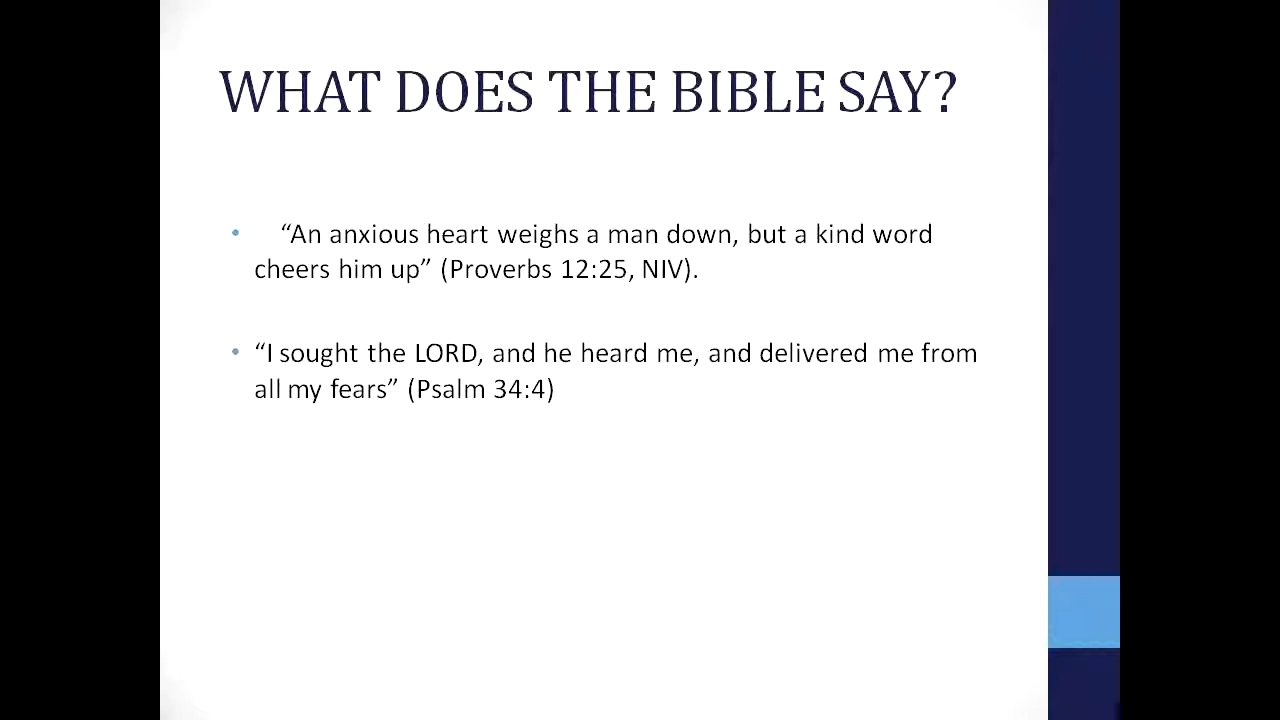 WHAT DOES THE BIBLE SAY?
• “An anxious heart weighs a man down, but a kind word
cheers him up” (Proverbs 12:25, NIV).
• “I sought the LORD, and he heard me, and delivered me from
all my fears” (Psalm 34:4)